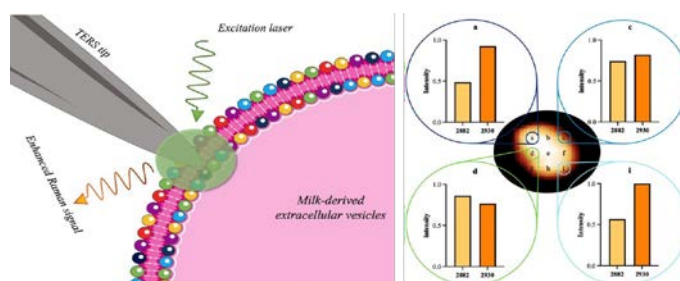 TERS tip
Excitation laser
Enhanced Raman signal
Milk-derived
extracellular vesicles
a
1.0
0.5
0.0
Intensity
2882 2930
c
1.0
0.5
0.0
Intensity
2882 2930
a b c
d e f
h i
d
1.0
0.5
0.0
Intensity
2882 2930
i
1.0
0.5
0.0
Intensity
2882 2930